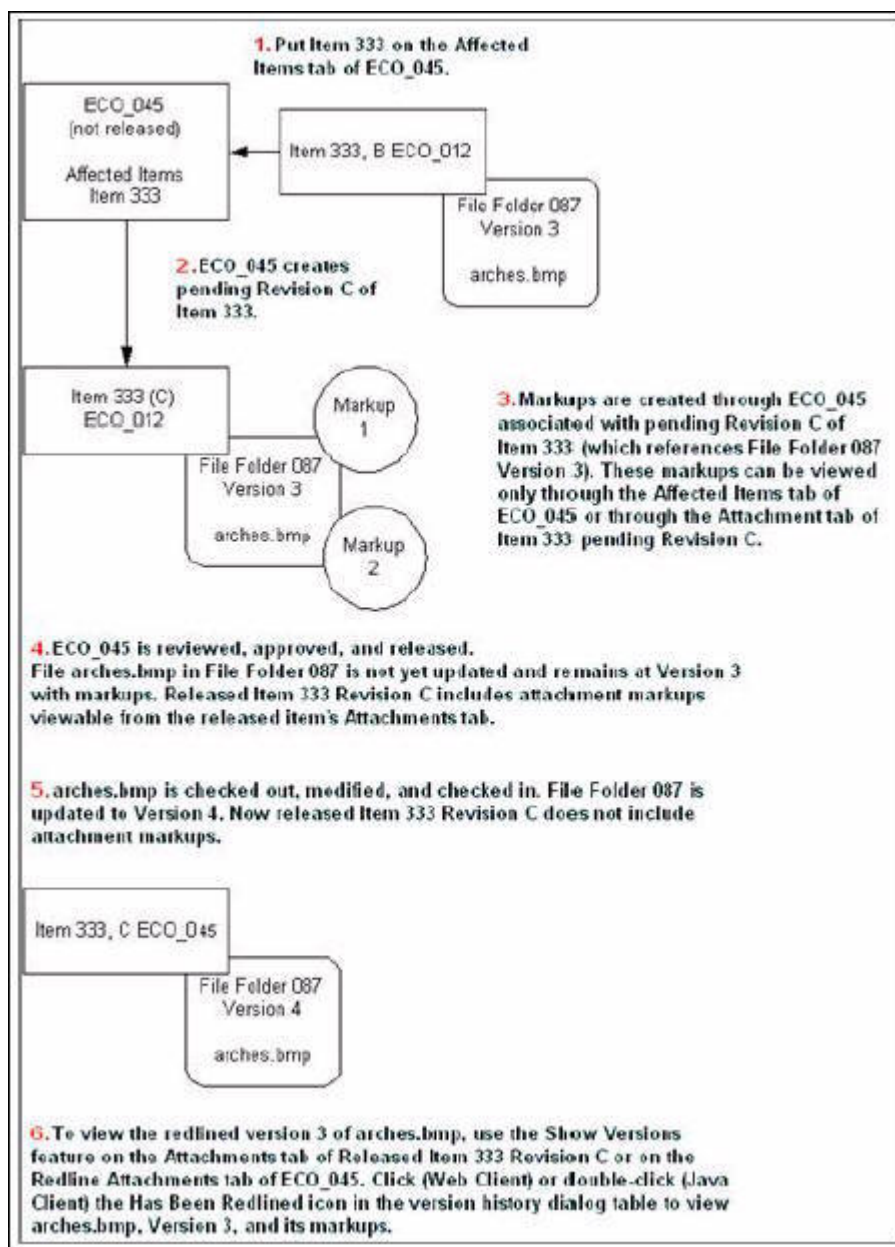 1. Put Item 333 on the Affected
Items tab of ECO_045.
ECO_045
(not released)
Affected Items
Item 333
Item 333, B ECO_012
File Folder 087
Version 3
arches.bmp
2. ECO_045 creates
pending Revision C of
Item 333.
Item 333 (C)
ECO_012
Markup
1
File Folder 087
Version 3
arches.bmp
Markup
2
3. Markups are created through ECO_045
associated with pending Revision C of
Item 333 (which references File Folder 087
Version 3). These markups can be viewed
only through the Affected Items tab of
ECO_045 or through the Attachment tab of
Item 333 pending Revision C.
4. ECO_045 is reviewed, approved, and released.
File arches.bmp in File Folder 087 is not yet updated and remains at Version 3
with markups. Released Item 333 Revision C includes attachment markups
viewable from the released item's Attachments tab.
5. arches.bmp is checked out, modified, and checked in. File Folder 087 is
updated to Version 4. Now released Item 333 Revision C does not include
attachment markups.
Item 333, C ECO_045
File Folder 087
Version 4
arches.bmp
6. To view the redlined version 3 of arches.bmp, use the Show Versions
feature on the Attachments tab of Released Item 333 Revision C or on the
Redline Attachments tab of ECO_045. Click (Web Client) or double-click (Java
Client) the Has Been Redlined icon in the version history dialog table to view
arches.bmp, Version 3, and its markups.